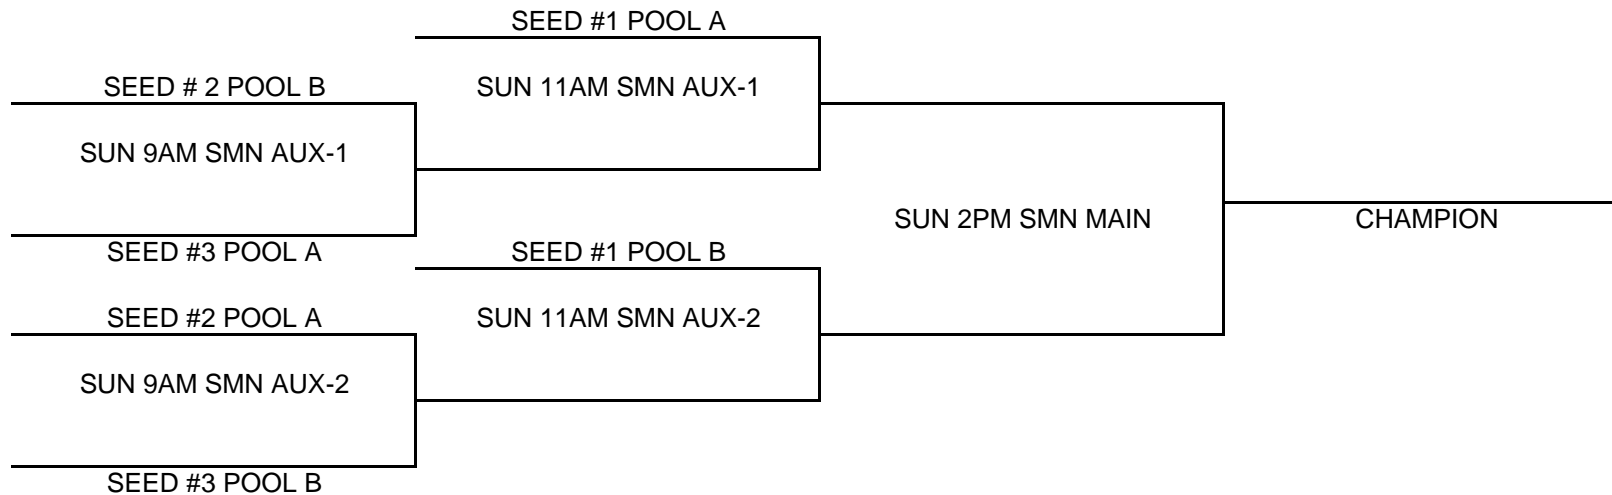 SEED #1 POOL A
SEED # 2 POOL B
SUN 11AM SMN AUX-1
SUN 9AM SMN AUX-1
SUN 2PM SMN MAIN
CHAMPION
SEED #3 POOL A
SEED #1 POOL B
SEED #2 POOL A
SUN 11AM SMN AUX-2
SUN 9AM SMN AUX-2
SEED #3 POOL B